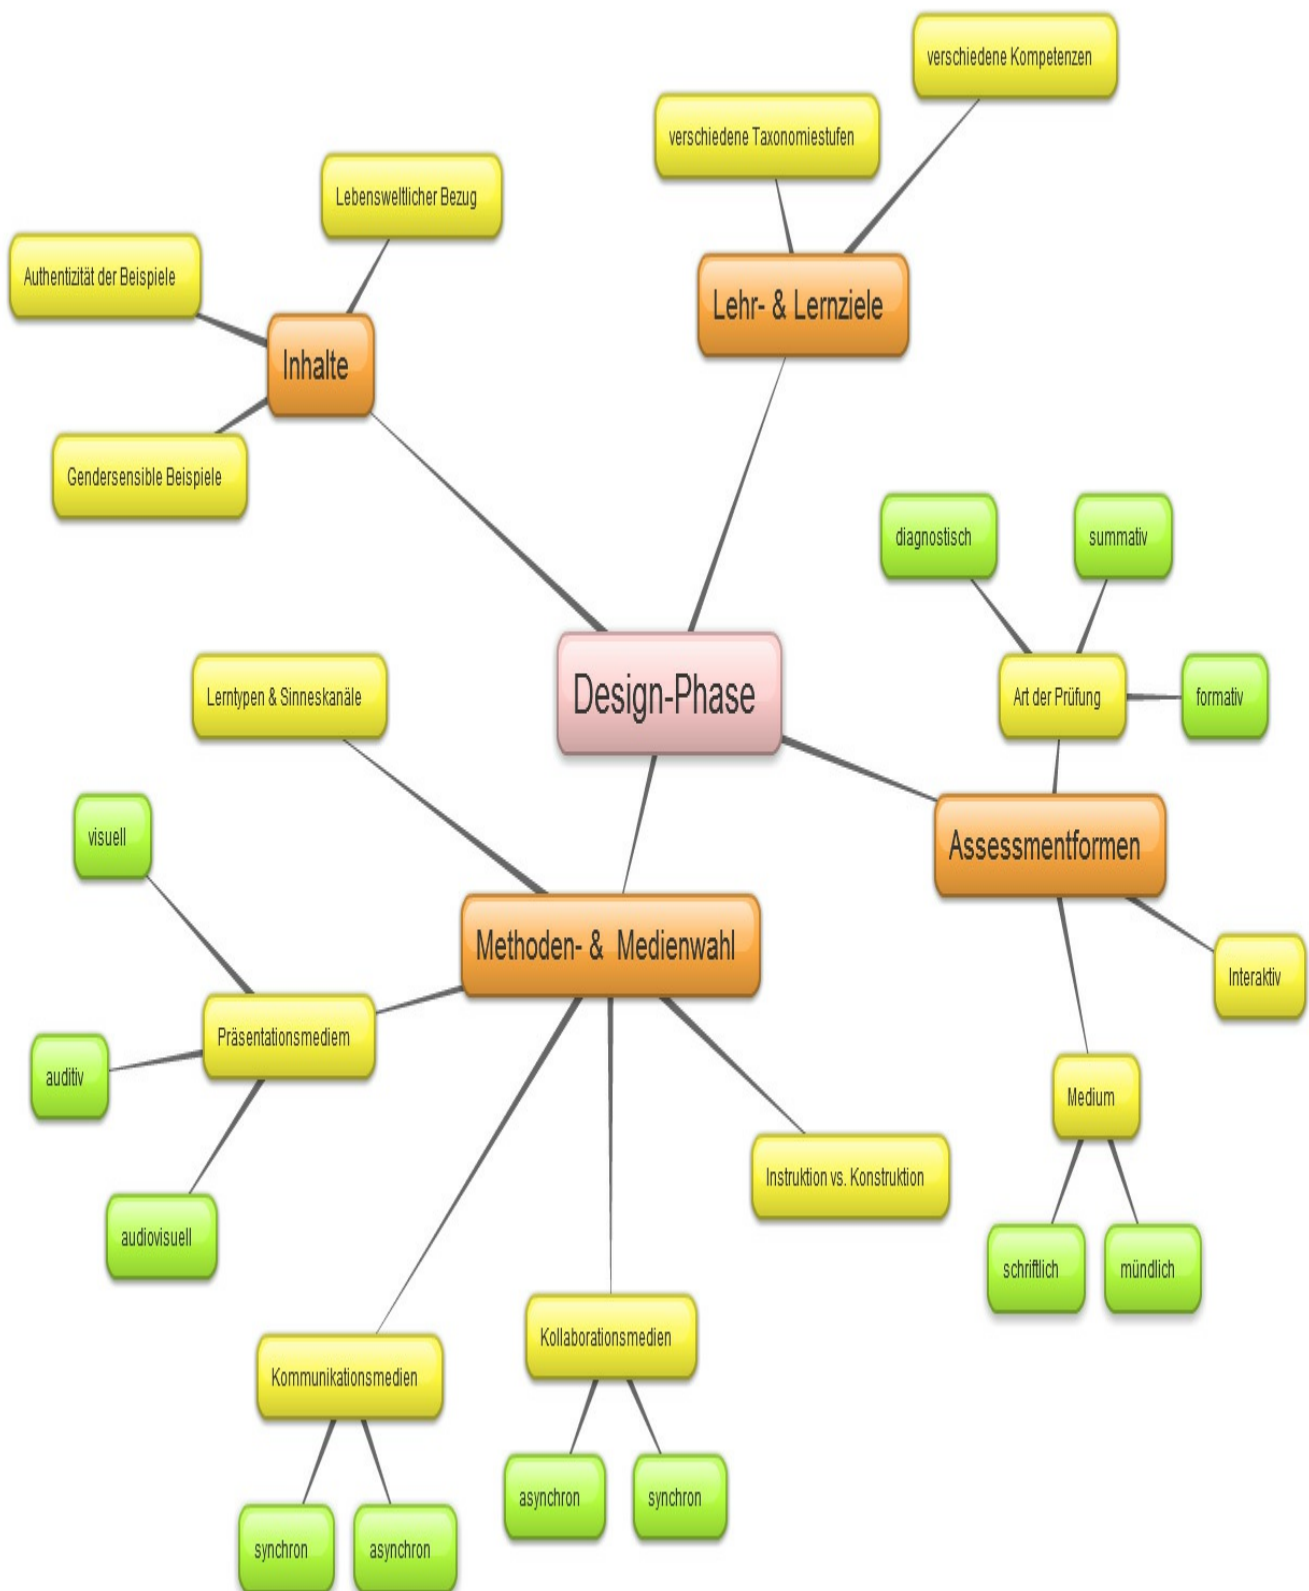 verschiedene Kompetenzen
verschiedene Taxonomiestufen
Lebensweltlicher Bezug
Authentizität der Beispiele
Lehr- & Lernziele
Inhalte
Gendersensible Beispiele
diagnostisch
summativ
Design-Phase
Lerntypen & Sinneskanäle
Art der Prüfung
formativ
visuell
Assessmentformen
Methoden- & Medienwahl
Interaktiv
Präsentationsmediem
auditiv
Medium
Instruktion vs. Konstruktion
audiovisuell
schriftlich
mündlich
Kollaborationsmedien
Kommunikationsmedien
asynchron
synchron
synchron
asynchron